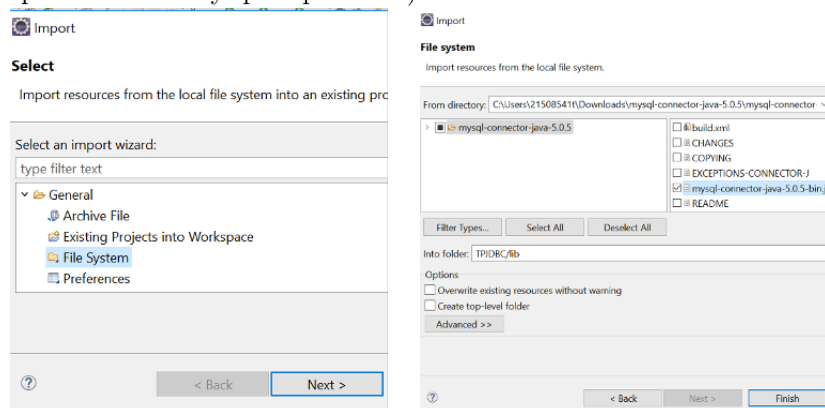 Import
Select
Import resources from the local file system into an existing pro
Select an import wizard:
type filter text
General
Archive File
Existing Projects into Workspace
File System
Preferences
< Back
Next >
Import
File system
Import resources from the local file system.
From directory: C:\Users\21508541t\Downloads\mysql-connector-java-5.0.5\mysql-connector
mysql-connector-java-5.0.5
build.xml
CHANGES
COPYING
EXCEPTIONS-CONNECTOR-J
mysql-connector-java-5.0.5-bin.j
README
Filter Types...
Select All
Deselect All
Into folder: TPJDBC/lib
Options
Overwrite existing resources without warning
Create top-level folder
Advanced >>
< Back
Next >
Finish